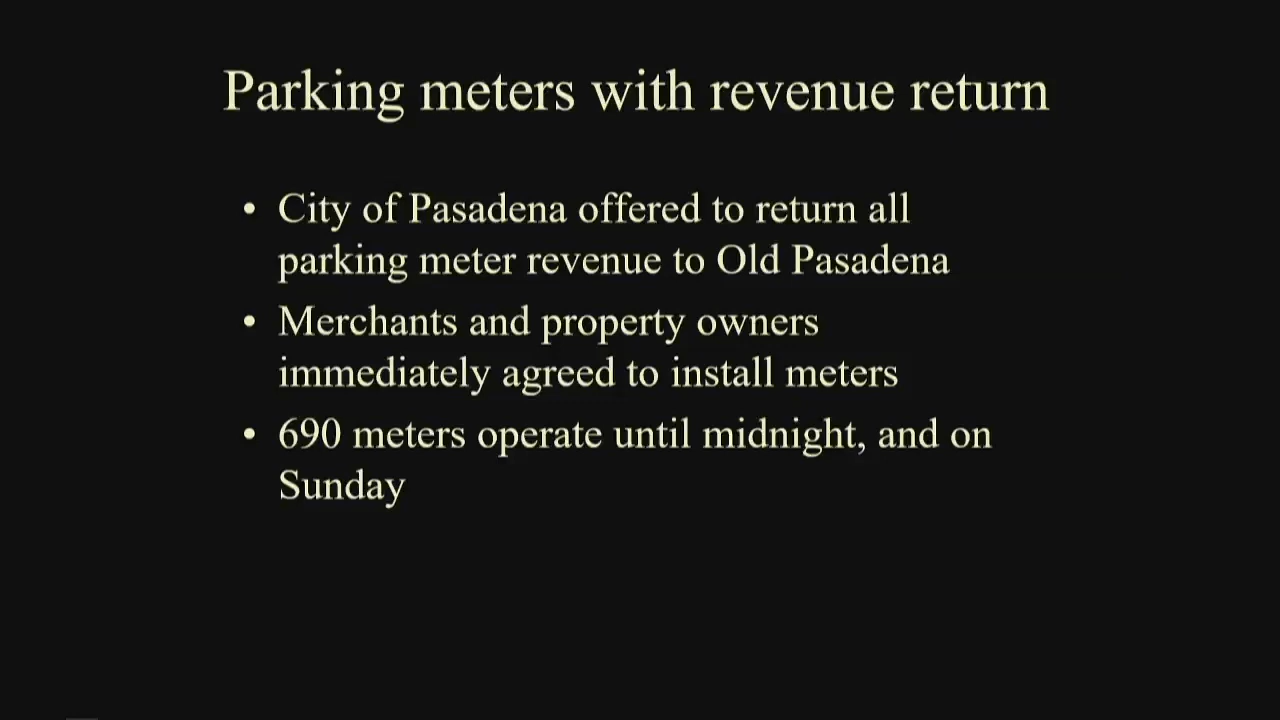 Parking meters with revenue return
• City of Pasadena offered to return all
parking meter revenue to Old Pasadena
• Merchants and property owners
immediately agreed to install meters
• 690 meters operate until midnight, and on
Sunday